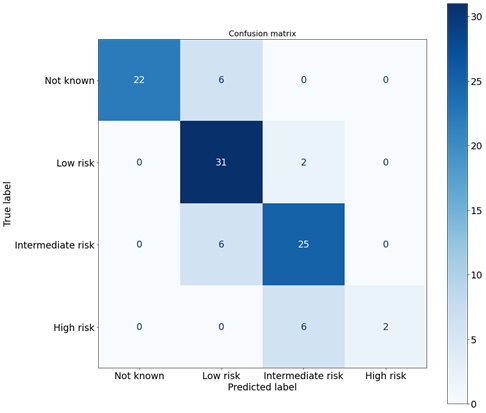 Confusion matrix
True label
Not known 22 6 0 0
Low risk 0 31 2 0
Intermediate risk 0 6 25 0
High risk 0 0 6 2
Not known Low risk Intermediate risk High risk
Predicted label
30
25
20
15
10
5
0